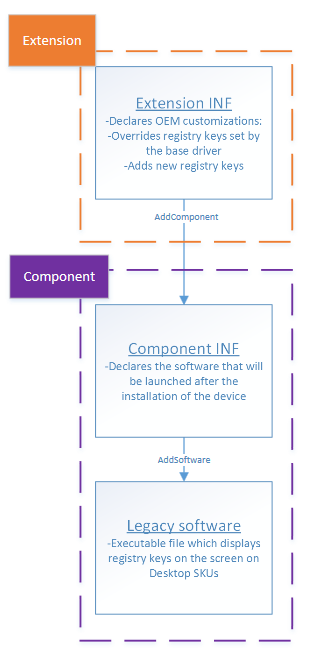 Extension
Extension INF
-Declares OEM customizations:
-Overrides registry keys set by
the base driver
-Adds new registry keys
AddComponent
Component
Component INF
-Declares the software that will
be launched after the
installation of the device
AddSoftware
Legacy software
-Executable file which displays
registry keys on the screen on
Desktop SKUs